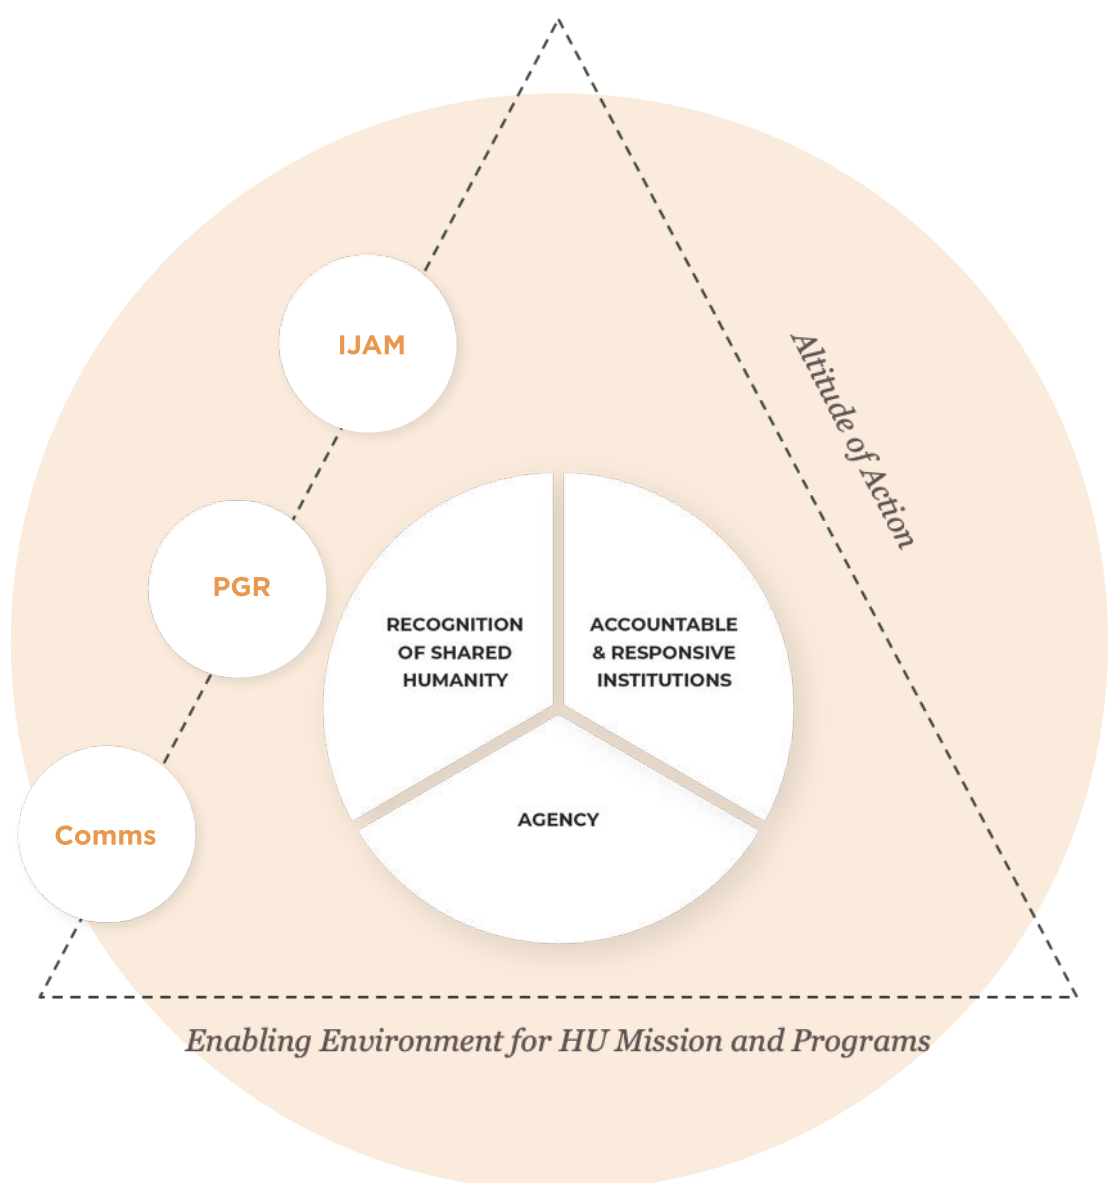 IJAM
Altitude of Action
PGR
RECOGNITION
OF SHARED
HUMANITY
ACCOUNTABLE
& RESPONSIVE
INSTITUTIONS
AGENCY
Comms
Enabling Environment for HU Mission and Programs